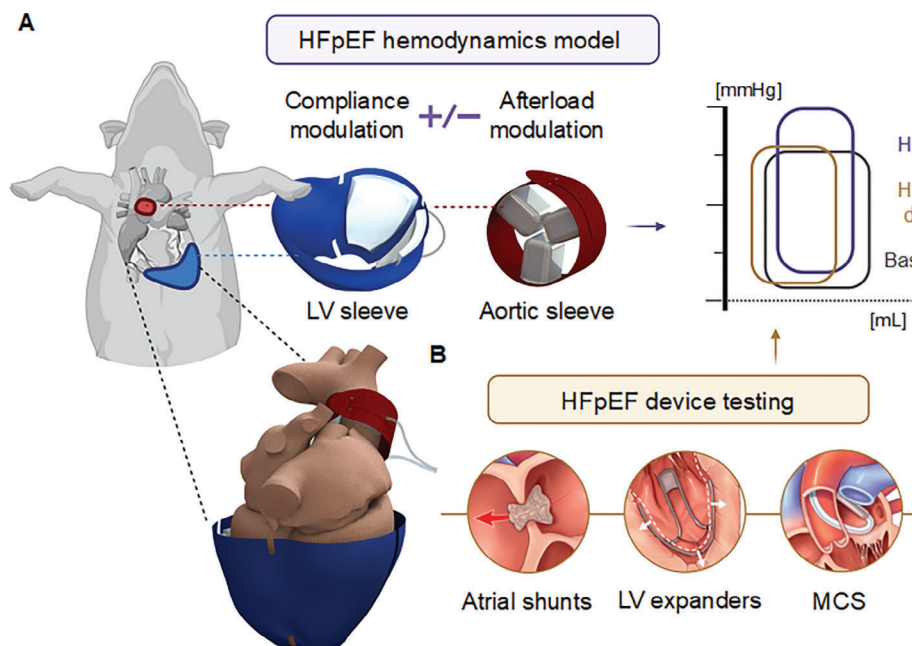 A
HFpEF hemodynamics model
Compliance
modulation
+/−
Afterload
modulation
LV sleeve
Aortic sleeve
[mmHg]
H
H
d
Bas
[mL]
B
HFpEF device testing
Atrial shunts
LV expanders
MCS